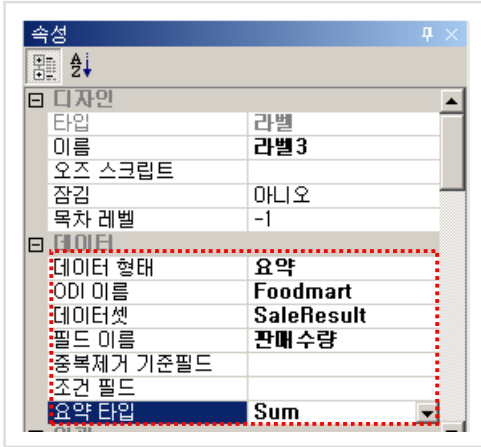 속성
디자인
타입 라벨
이름 라벨3
오즈 스크립트
잠김 아니오
목차 레벨 -1
데이터
데이터 형태 요약
ODI 이름 Foodmart
데이터셋 SaleResult
필드 이름 판매수량
중복제거 기준필드
조건 필드
요약 타입 Sum